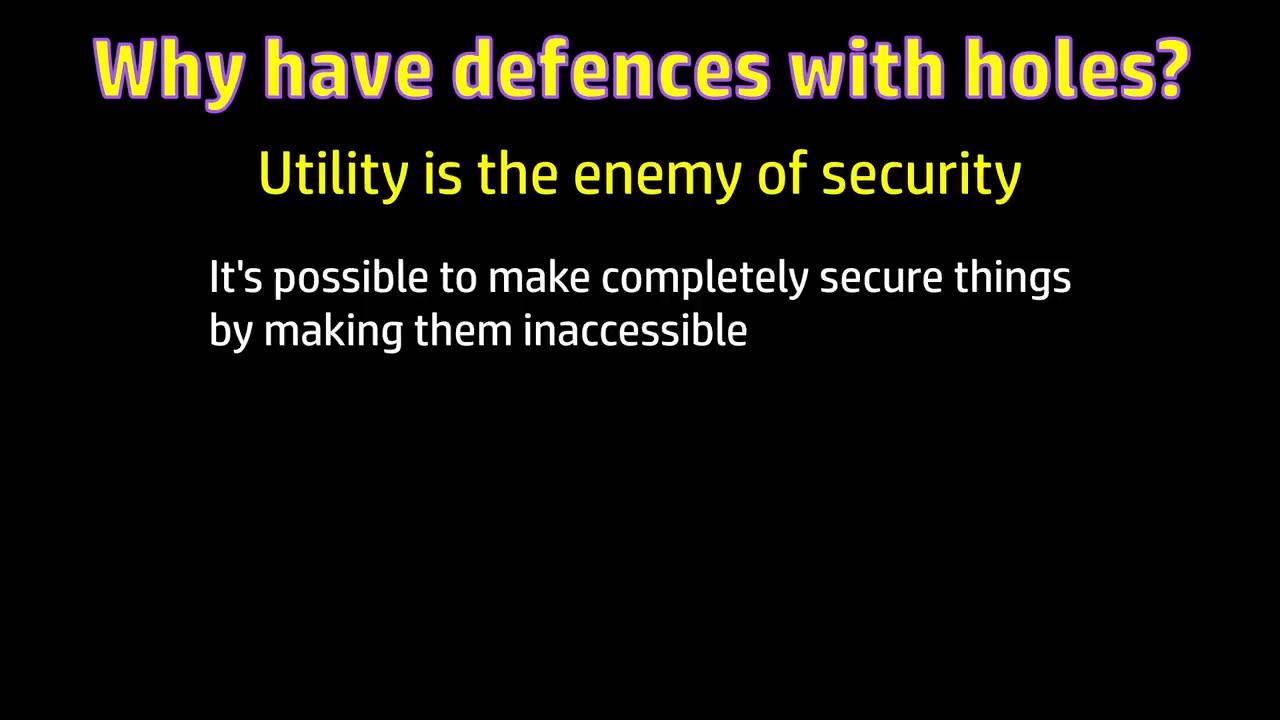 Why have defences with holes?
Utility is the enemy of security
It's possible to make completely secure things
by making them inaccessible